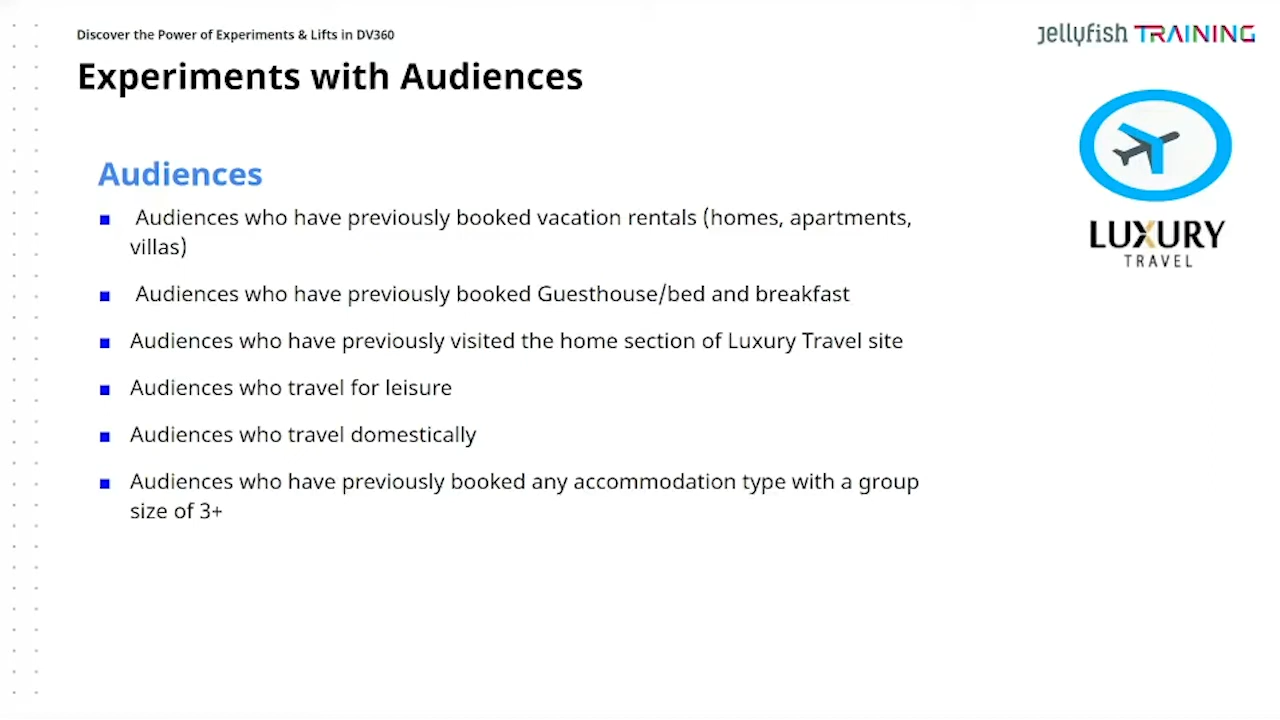 Discover the Power of Experiments & Lifts in DV360
jellyfish TRAINING
Experiments with Audiences
LUXURY
TRAVEL
Audiences
Audiences who have previously booked vacation rentals (homes, apartments,
villas)
Audiences who have previously booked Guesthouse/bed and breakfast
Audiences who have previously visited the home section of Luxury Travel site
Audiences who travel for leisure
Audiences who travel domestically
Audiences who have previously booked any accommodation type with a group
size of 3+